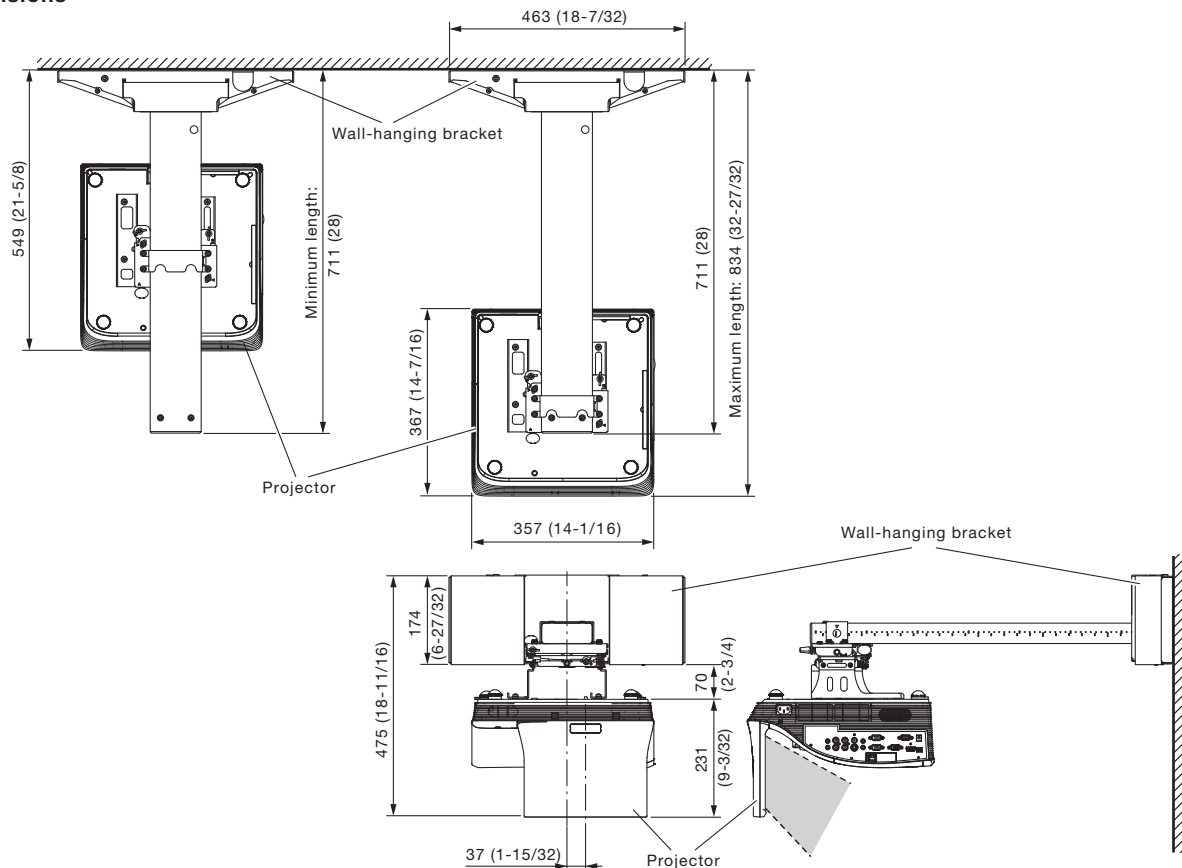 463 (18-7/32)
Wall-hanging bracket
549 (21-5/8)
Minimum length:
711 (28)
711 (28)
Maximum length: 834 (32-27/32)
367 (14-7/16)
Projector
357 (14-1/16)
Wall-hanging bracket
174
(6-27/32)
475 (18-11/16)
70
(2-3/4)
231
(9-3/32)
37 (1-15/32)
Projector